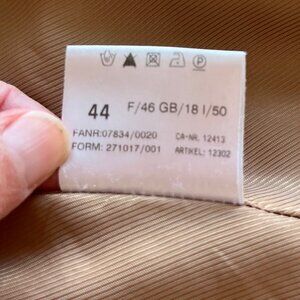 44 F/46 GB/18 I/50
FANR:07834/0020 CA-NR. 12413
FORM: 271017/001 ARTIKEL: 12302